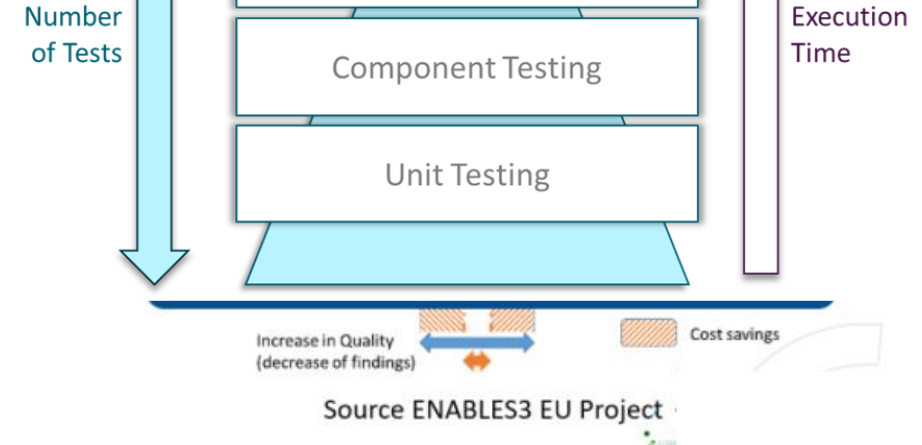 Number
of Tests
Execution
Time
Component Testing
Unit Testing
Increase in Quality
(decrease of findings)
Cost savings
Source ENABLES3 EU Project